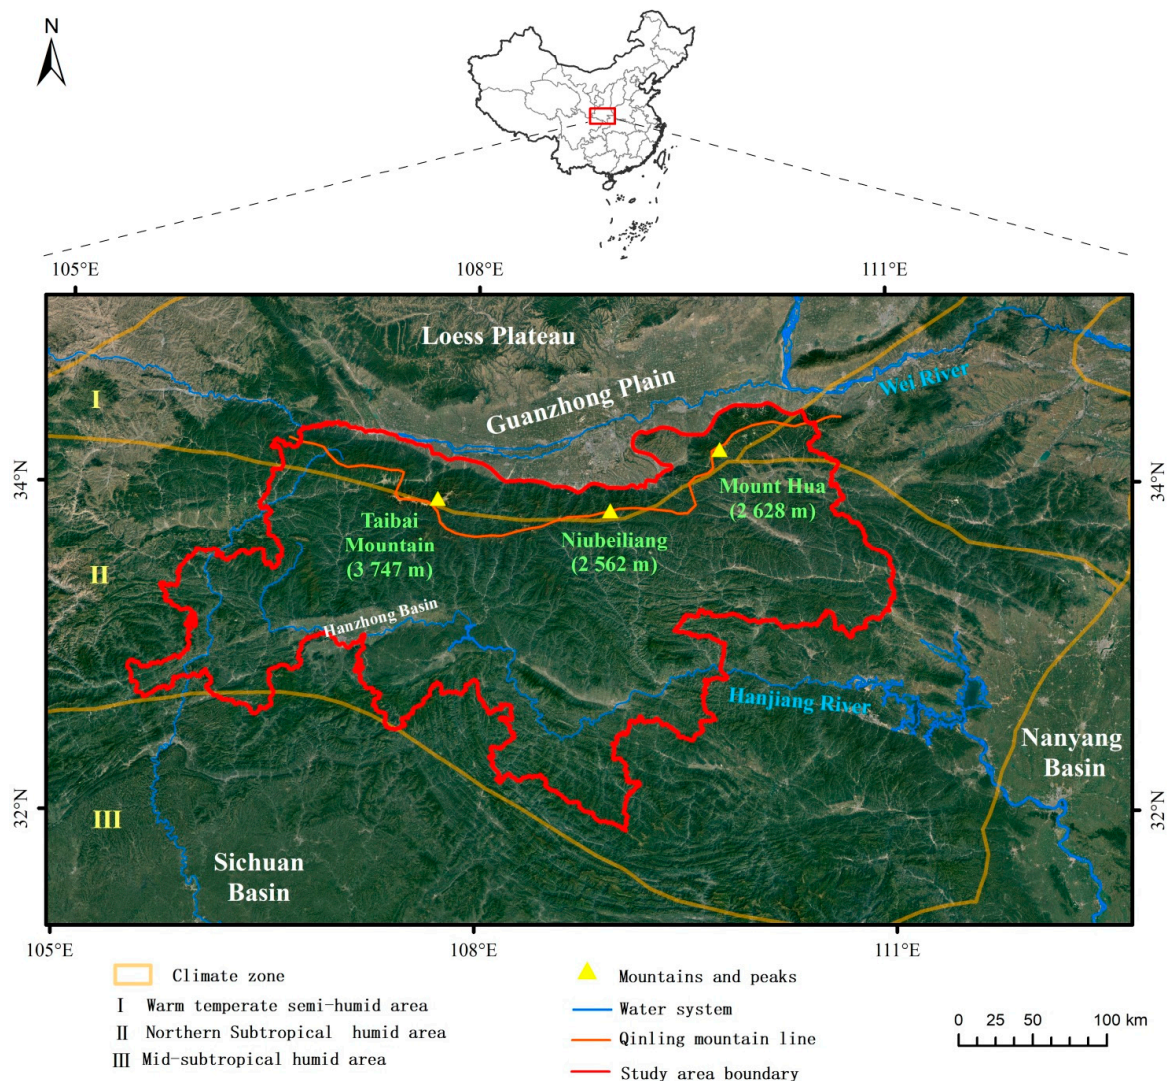 N
105°E
108°E
111°E
Loess Plateau
Guanzhong Plain
Wei River
I
34°N
34°N
Mount Hua
(2 628 m)
Taibai
Mountain
(3 747 m)
Niubeiliang
(2 562 m)
II
Hanzhong Basin
Hanjiang River
Nanyang
Basin
32°N
32°N
III
Sichuan
Basin
105°E
108°E
111°E
Climate zone
I Warm temperate semi-humid area
II Northern Subtropical humid area
III Mid-subtropical humid area
Mountains and peaks
Water system
Qinling mountain line
Study area boundary
0 25 50 100 km